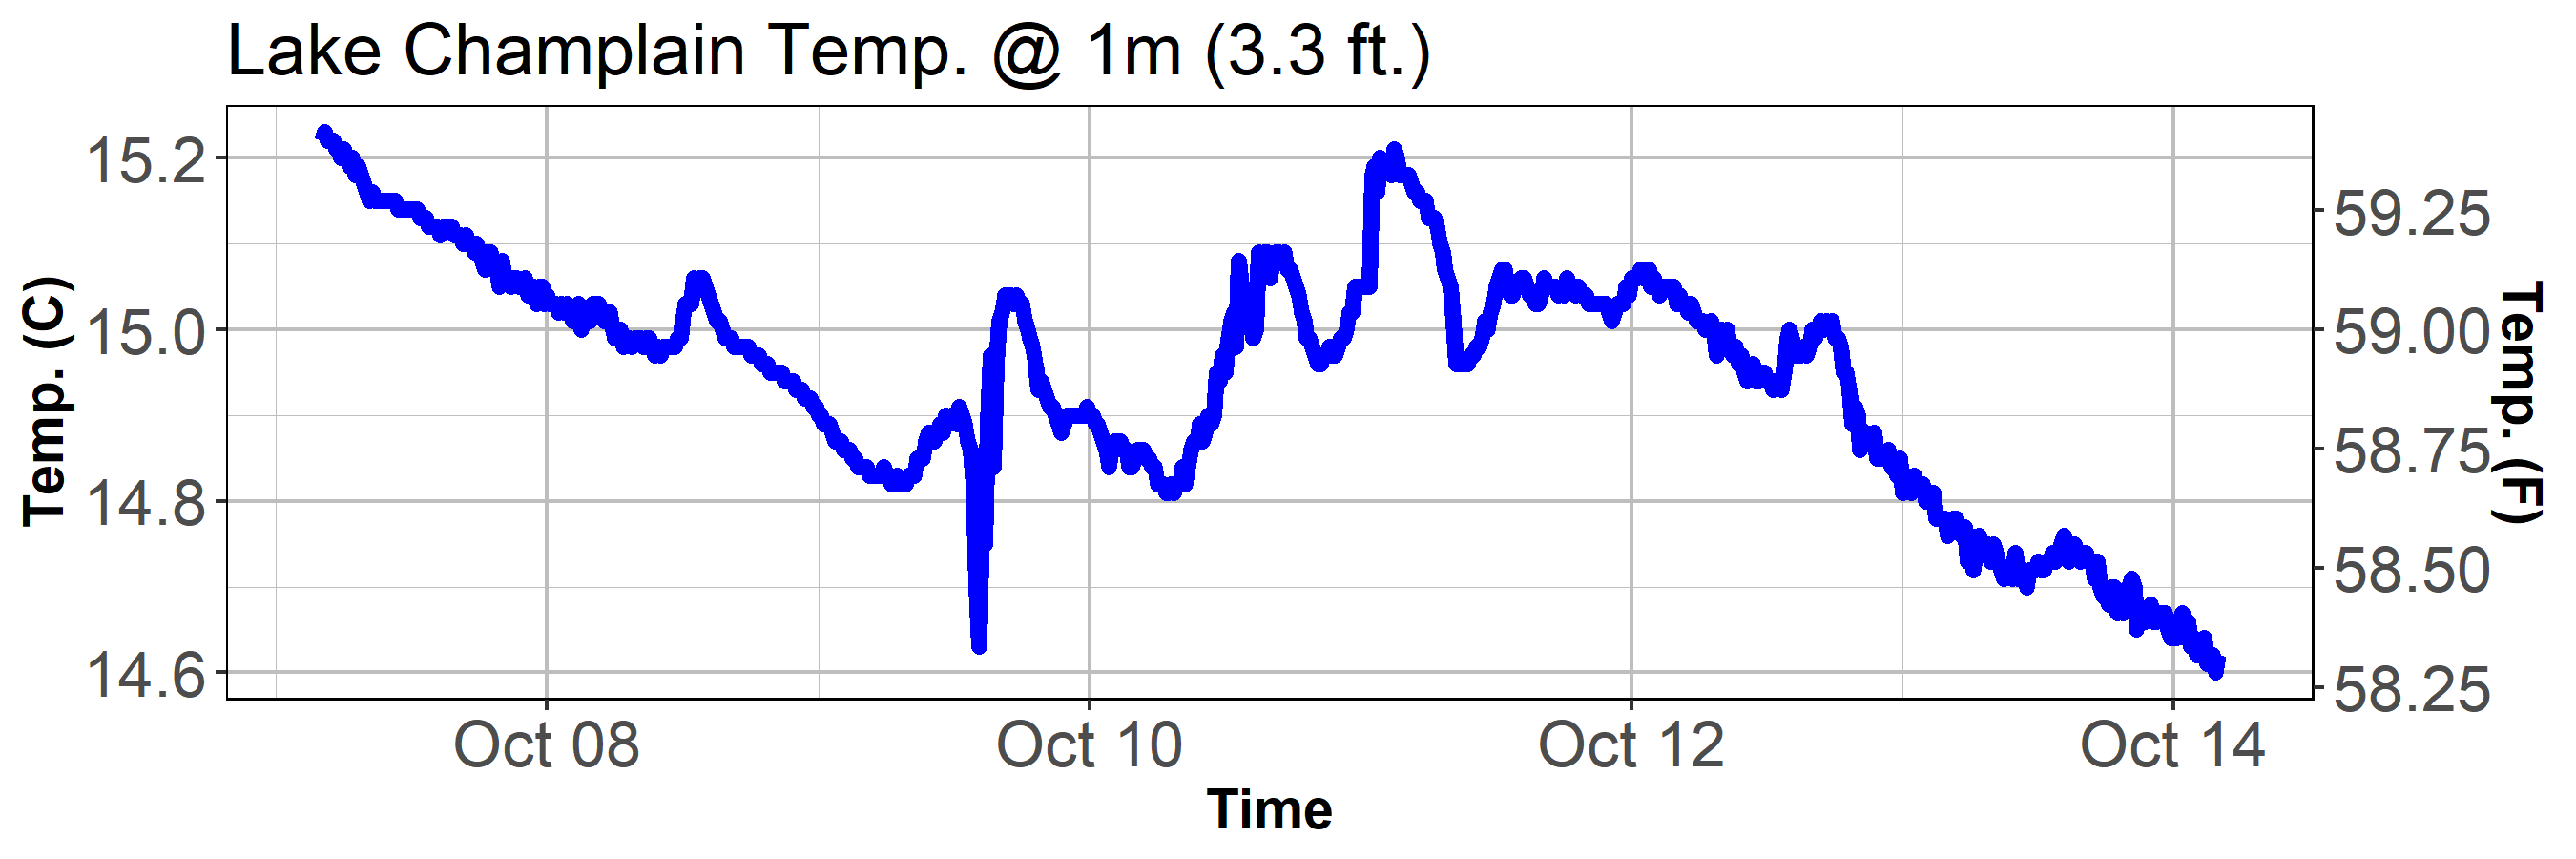 Lake Champlain Temp. @ 1m (3.3 ft.)
Temp. (C)
15.2
15.0
14.8
14.6
59.25
59.00
58.75
58.50
58.25
Temp. (F)
Oct 08 Oct 10 Oct 12 Oct 14
Time